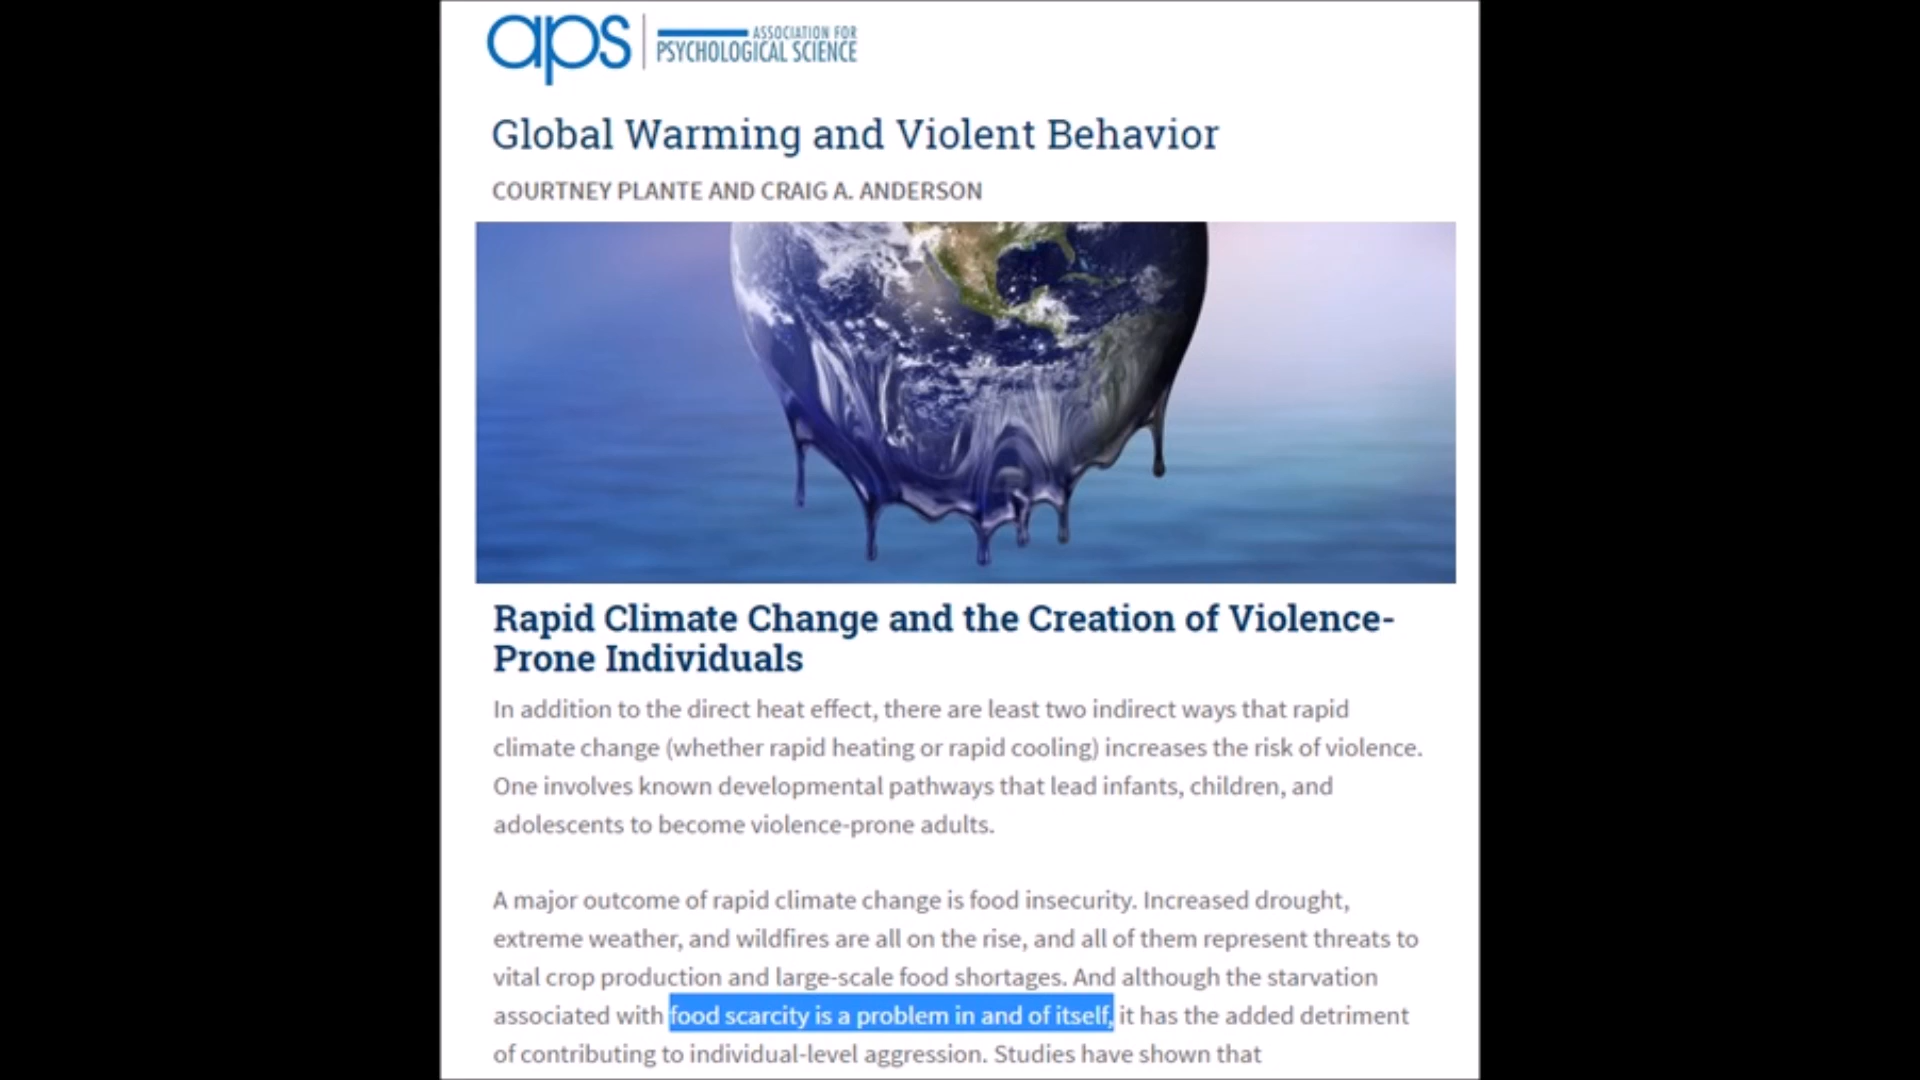 aps
ASSOCIATION FOR
PSYCHOLOGICAL SCIENCE
Global Warming and Violent Behavior
COURTNEY PLANTE AND CRAIG A. ANDERSON
Rapid Climate Change and the Creation of Violence-
Prone Individuals
In addition to the direct heat effect, there are least two indirect ways that rapid
climate change (whether rapid heating or rapid cooling) increases the risk of violence.
One involves known developmental pathways that lead infants, children, and
adolescents to become violence-prone adults.
A major outcome of rapid climate change is food insecurity. Increased drought,
extreme weather, and wildfires are all on the rise, and all of them represent threats to
vital crop production and large-scale food shortages. And although the starvation
associated with food scarcity is a problem in and of itself, it has the added detriment
of contributing to individual-level aggression. Studies have shown that